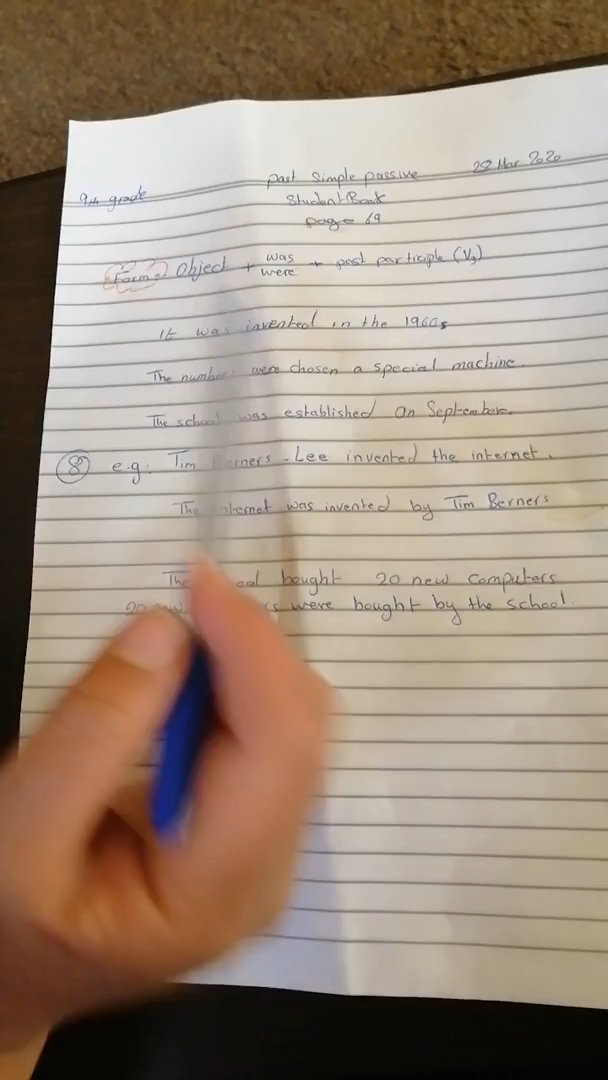 9th grade
past simple passive
Student Book
page 69
Form: Object + was were + past participle (V3)
It was invented in the 1960s
The numbers were chosen a special machine.
The school was established on September.
8 e.g: Tim Berners-Lee invented the internet.
The internet was invented by Tim Berners
The bought 20 new computers
20 were bought by the school.